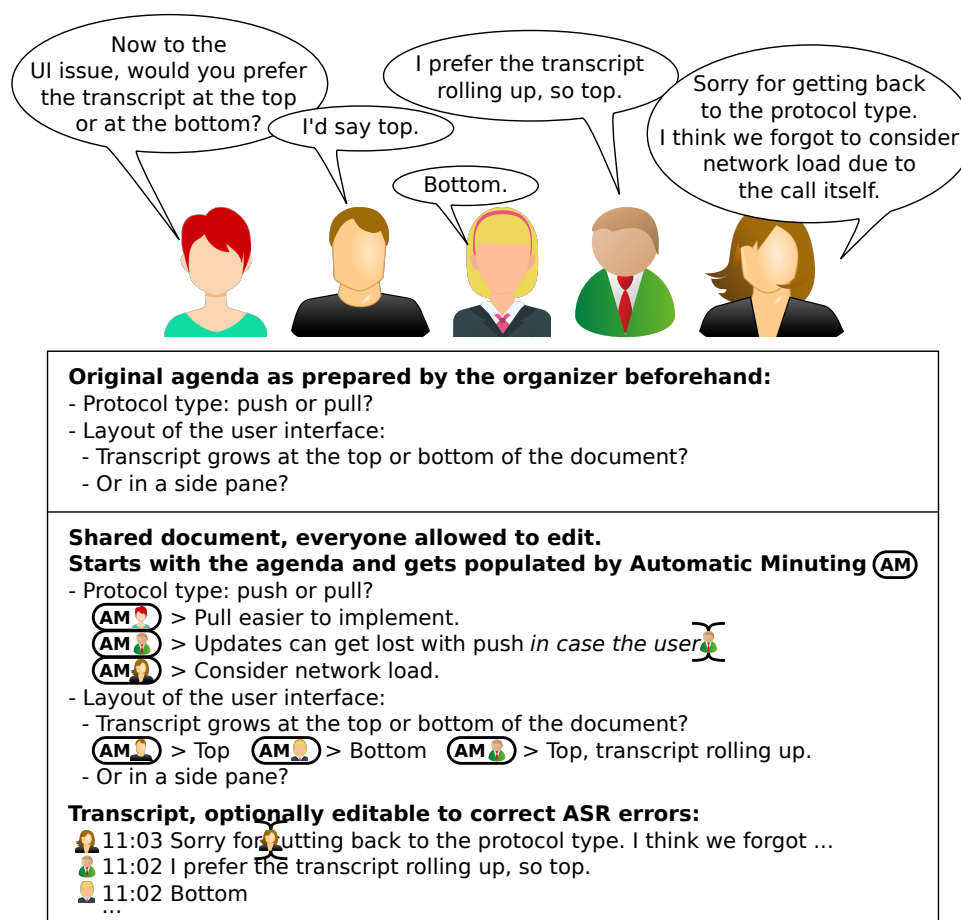 Now to the
UI issue, would you prefer
the transcript at the top
or at the bottom?
I'd say top.
Bottom.
I prefer the transcript
rolling up, so top.
Sorry for getting back
to the protocol type.
I think we forgot to consider
network load due to
the call itself.
Original agenda as prepared by the organizer beforehand:
- Protocol type: push or pull?
- Layout of the user interface:
- Transcript grows at the top or bottom of the document?
- Or in a side pane?
Shared document, everyone allowed to edit.
Starts with the agenda and gets populated by Automatic Minuting AM
- Protocol type: push or pull?
AM > Pull easier to implement.
AM > Updates can get lost with push in case the user
AM > Consider network load.
- Layout of the user interface:
- Transcript grows at the top or bottom of the document?
AM > Top AM > Bottom AM > Top, transcript rolling up.
- Or in a side pane?
Transcript, optionally editable to correct ASR errors:
11:03 Sorry for utting back to the protocol type. I think we forgot ...
11:02 I prefer the transcript rolling up, so top.
11:02 Bottom
...